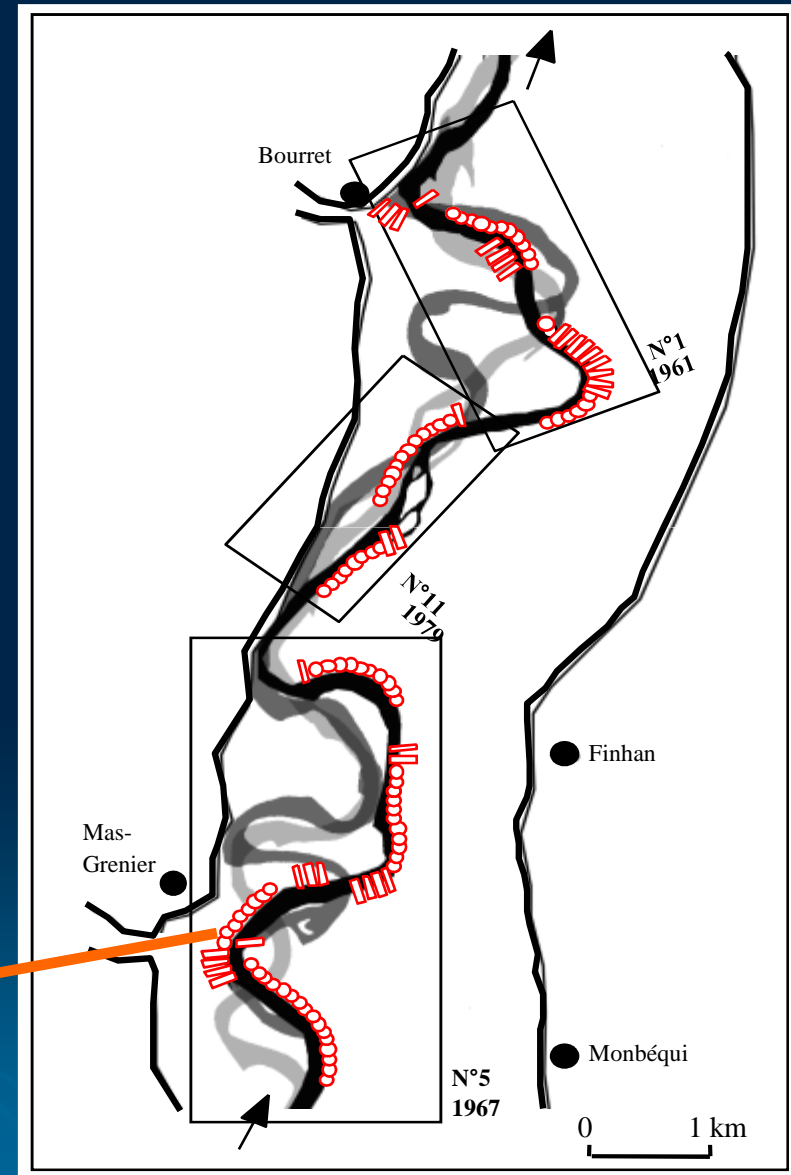 Bourret
N°1
1961
N°11
1979
Finhan
Mas-
Grenier
Monbéqui
N°5
1967
0 1 km